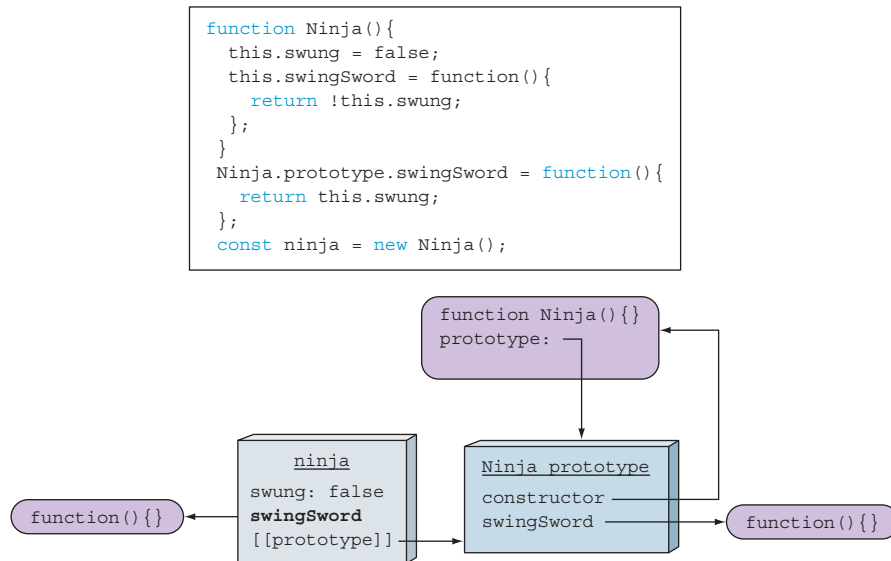 function Ninja(){
this.swung = false;
this.swingSword = function(){
return !this.swung;
};
}
Ninja.prototype.swingSword = function(){
return this.swung;
};
const ninja = new Ninja();
function Ninja(){}
prototype:
ninja
swung: false
swingSword
[[prototype]]
function(){}
Ninja prototype
constructor
swingSword
function(){}